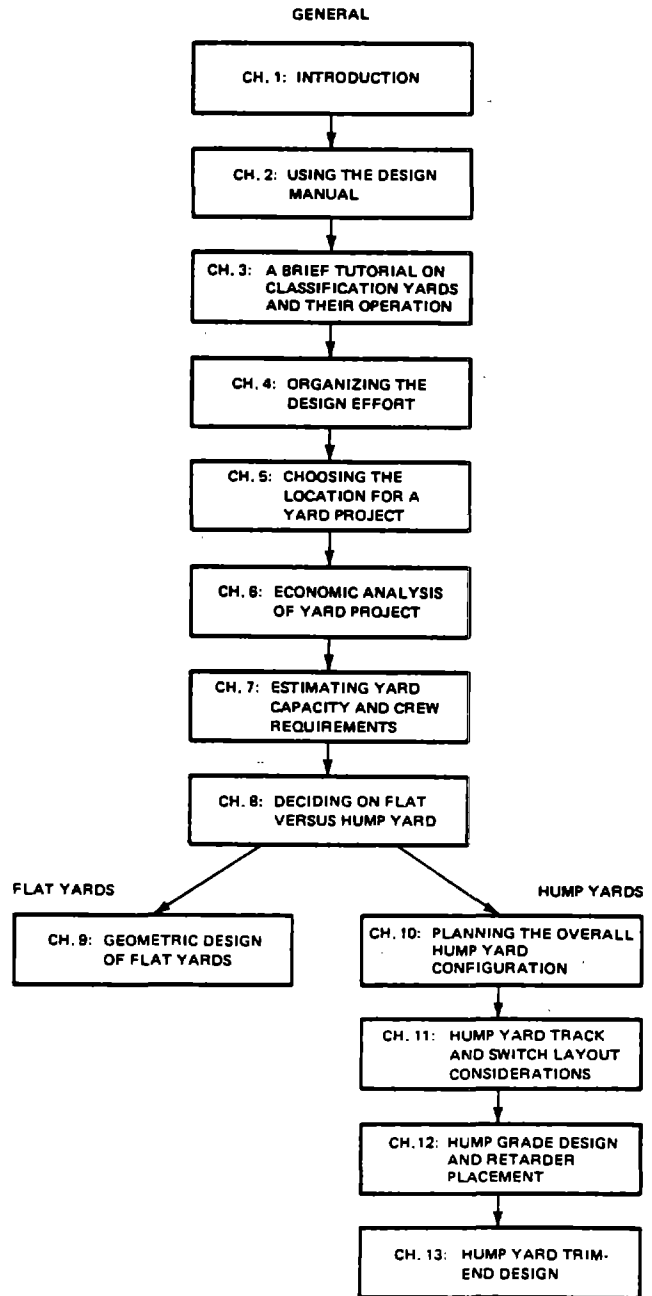 GENERAL
CH. 1: INTRODUCTION
CH. 2: USING THE DESIGN
MANUAL
CH. 3: A BRIEF TUTORIAL ON
CLASSIFICATION YARDS
AND THEIR OPERATION
CH. 4: ORGANIZING THE
DESIGN EFFORT
CH. 5: CHOOSING THE
LOCATION FOR A
YARD PROJECT
CH. 6: ECONOMIC ANALYSIS
OF YARD PROJECT
CH. 7: ESTIMATING YARD
CAPACITY AND CREW
REQUIREMENTS
CH. 8: DECIDING ON FLAT
VERSUS HUMP YARD
FLAT YARDS
CH. 9: GEOMETRIC DESIGN
OF FLAT YARDS
HUMP YARDS
CH. 10: PLANNING THE OVERALL
HUMP YARD
CONFIGURATION
CH. 11: HUMP YARD TRACK
AND SWITCH LAYOUT
CONSIDERATIONS
CH. 12: HUMP GRADE DESIGN
AND RETARDER
PLACEMENT
CH. 13: HUMP YARD TRIM-
END DESIGN